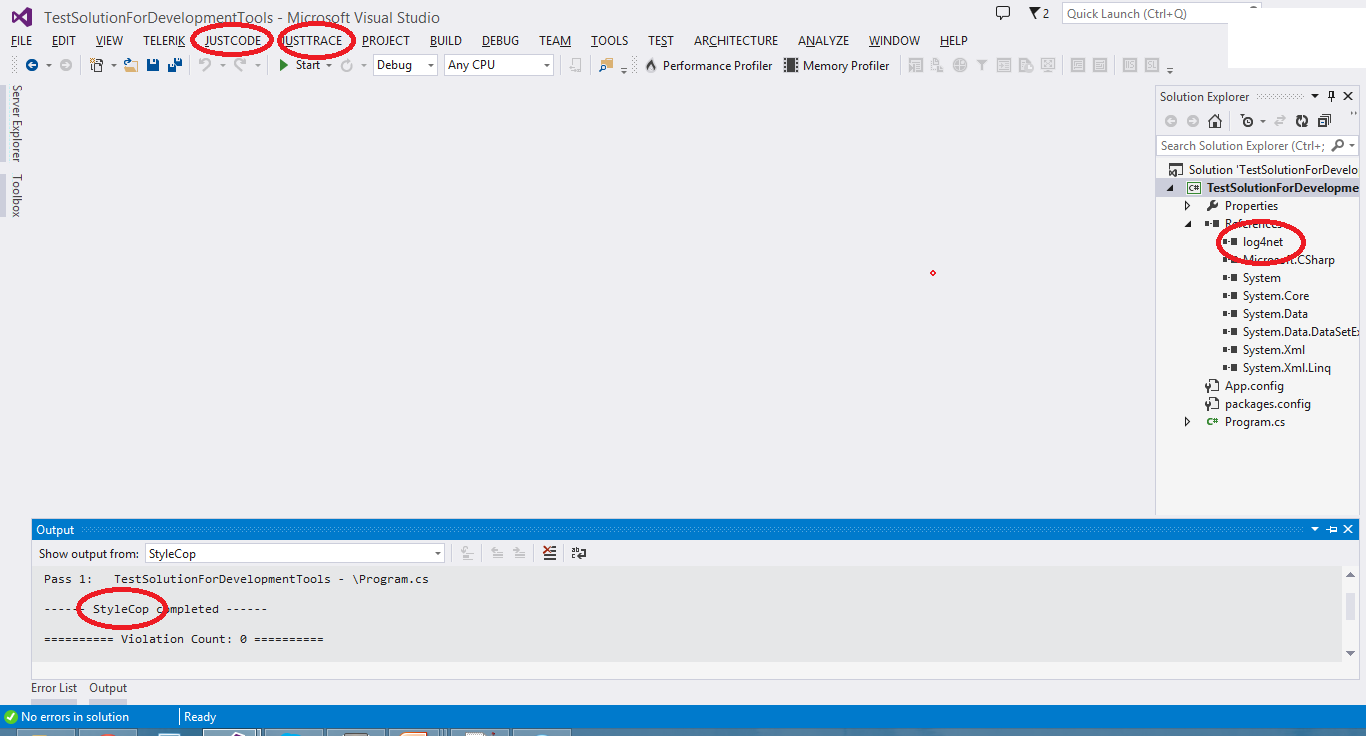 TestSolutionForDevelopmentTools - Microsoft Visual Studio
2
Quick Launch (Ctrl+Q)
FILE EDIT VIEW TELERIK JUSTCODE JUSTTRACE PROJECT BUILD DEBUG TEAM TOOLS TEST ARCHITECTURE ANALYZE WINDOW HELP
Start Debug Any CPU Performance Profiler Memory Profiler
Server Explorer
Toolbox
Solution Explorer
Search Solution Explorer (Ctrl+;
Solution 'TestSolutionForDevelo
C# TestSolutionForDevelopme
Properties
References
log4net
Microsoft.CSharp
System
System.Core
System.Data
System.Data.DataSetEx
System.Xml
System.Xml.Linq
App.config
packages.config
C# Program.cs
Output
Show output from: StyleCop
Pass 1: TestSolutionForDevelopmentTools - \Program.cs
------ StyleCop completed ------
========== Violation Count: 0 ==========
Error List Output
No errors in solution Ready